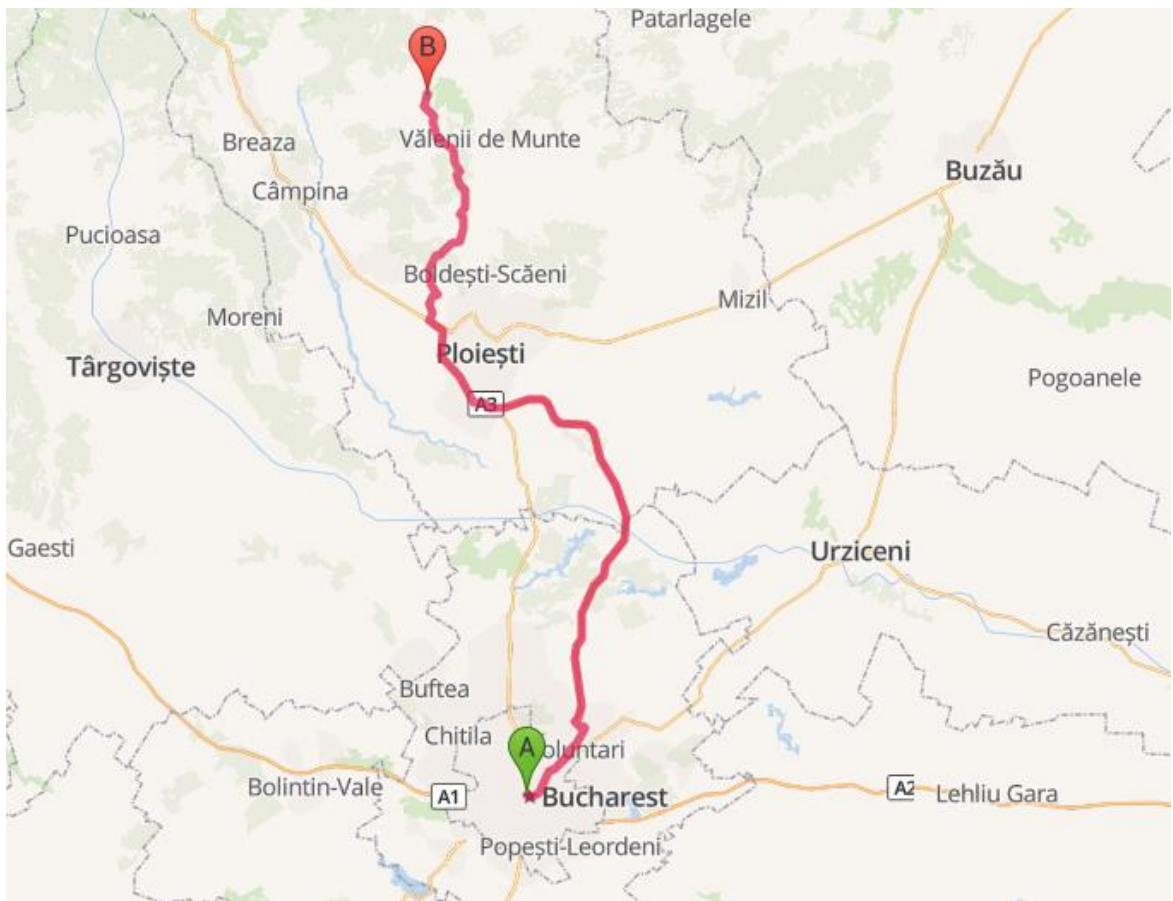 Patarlagele
B
Breaza
Vălenii de Munte
Buzău
Câmpina
Pucioasa
Boldești-Scăeni
Mizil
Moreni
Ploiești
Târgoviște
Pogoanele
A3
Gaesti
Urziceni
Căzănești
Buftea
Chitila
A
oluntari
Bolintin-Vale
A1
Bucharest
A2
Lehliu Gara
Popești-Leordeni